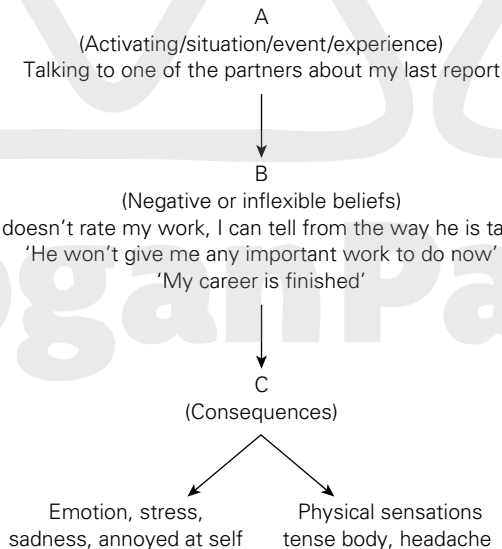 A
(Activating/situation/event/experience)
Talking to one of the partners about my last report
B
(Negative or inflexible beliefs)
doesn't rate my work, I can tell from the way he is
‘He won't give me any important work to do now’
‘My career is finished’
C
(Consequences)
Emotion, stress,
sadness, annoyed at self
Physical sensations
tense body, headache